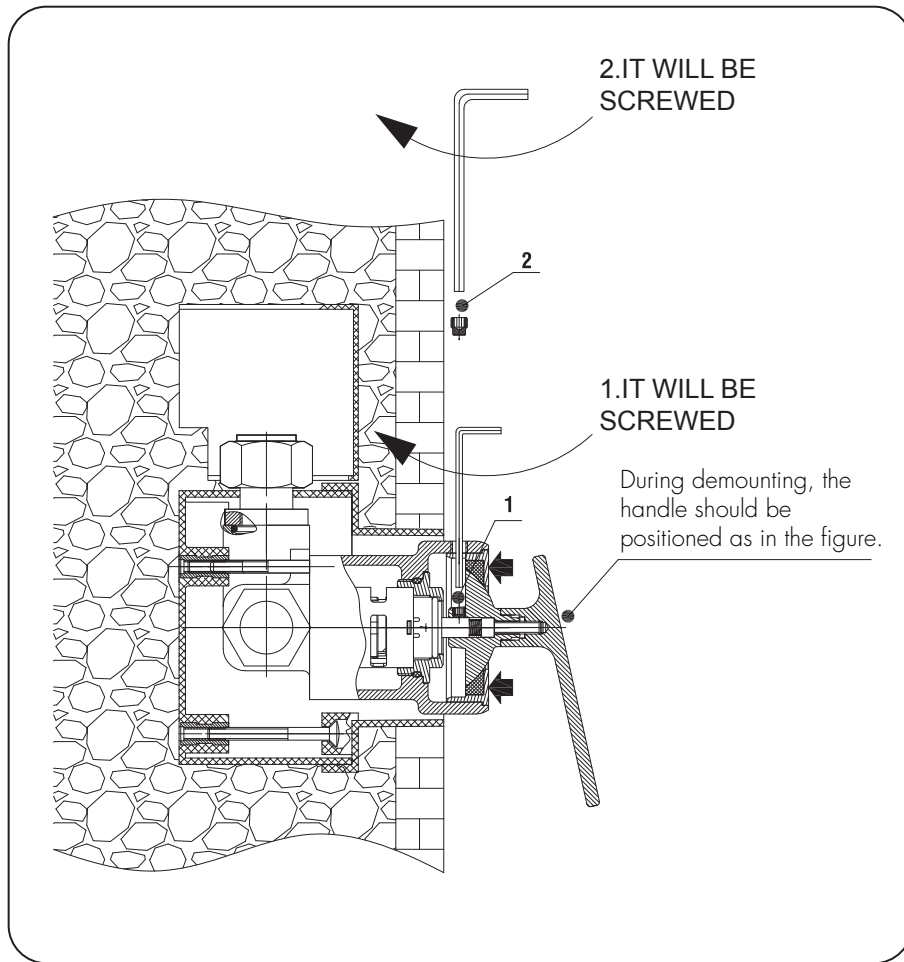 2.IT WILL BE
SCREWED
2
1.IT WILL BE
SCREWED
During demounting, the
handle should be
positioned as in the figure.
1